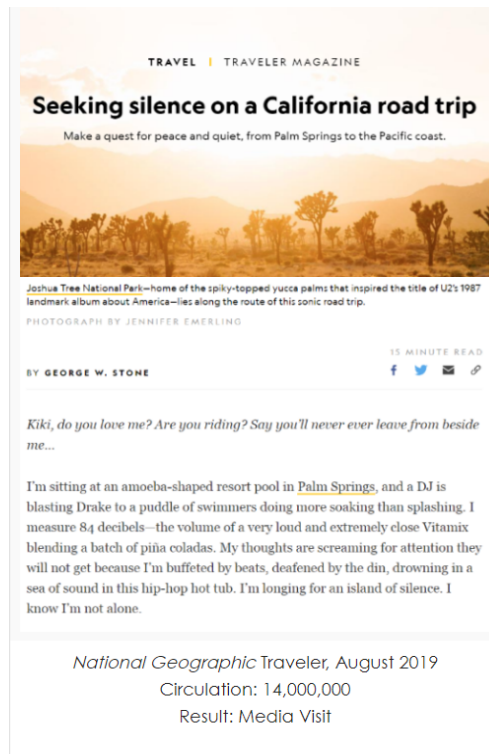 TRAVEL | TRAVELER MAGAZINE
Seeking silence on a California road trip
Make a quest for peace and quiet, from Palm Springs to the Pacific coast.
Joshua Tree National Park—home of the spiky-topped yucca palms that inspired the title of U2's 1987
landmark album about America—lies along the route of this sonic road trip.
PHOTOGRAPH BY JENNIFER EMERLING
15 MINUTE READ
BY GEORGE W. STONE
Kiki, do you love me? Are you riding? Say you'll never ever leave from beside
me...
I'm sitting at an amoeba-shaped resort pool in Palm Springs, and a DJ is
blasting Drake to a puddle of swimmers doing more soaking than splashing. I
measure 84 decibels—the volume of a very loud and extremely close Vitamix
blending a batch of piña coladas. My thoughts are screaming for attention they
will not get because I'm buffeted by beats, deafened by the din, drowning in a
sea of sound in this hip-hop hot tub. I'm longing for an island of silence. I
know I'm not alone.
National Geographic Traveler, August 2019
Circulation: 14,000,000
Result: Media Visit